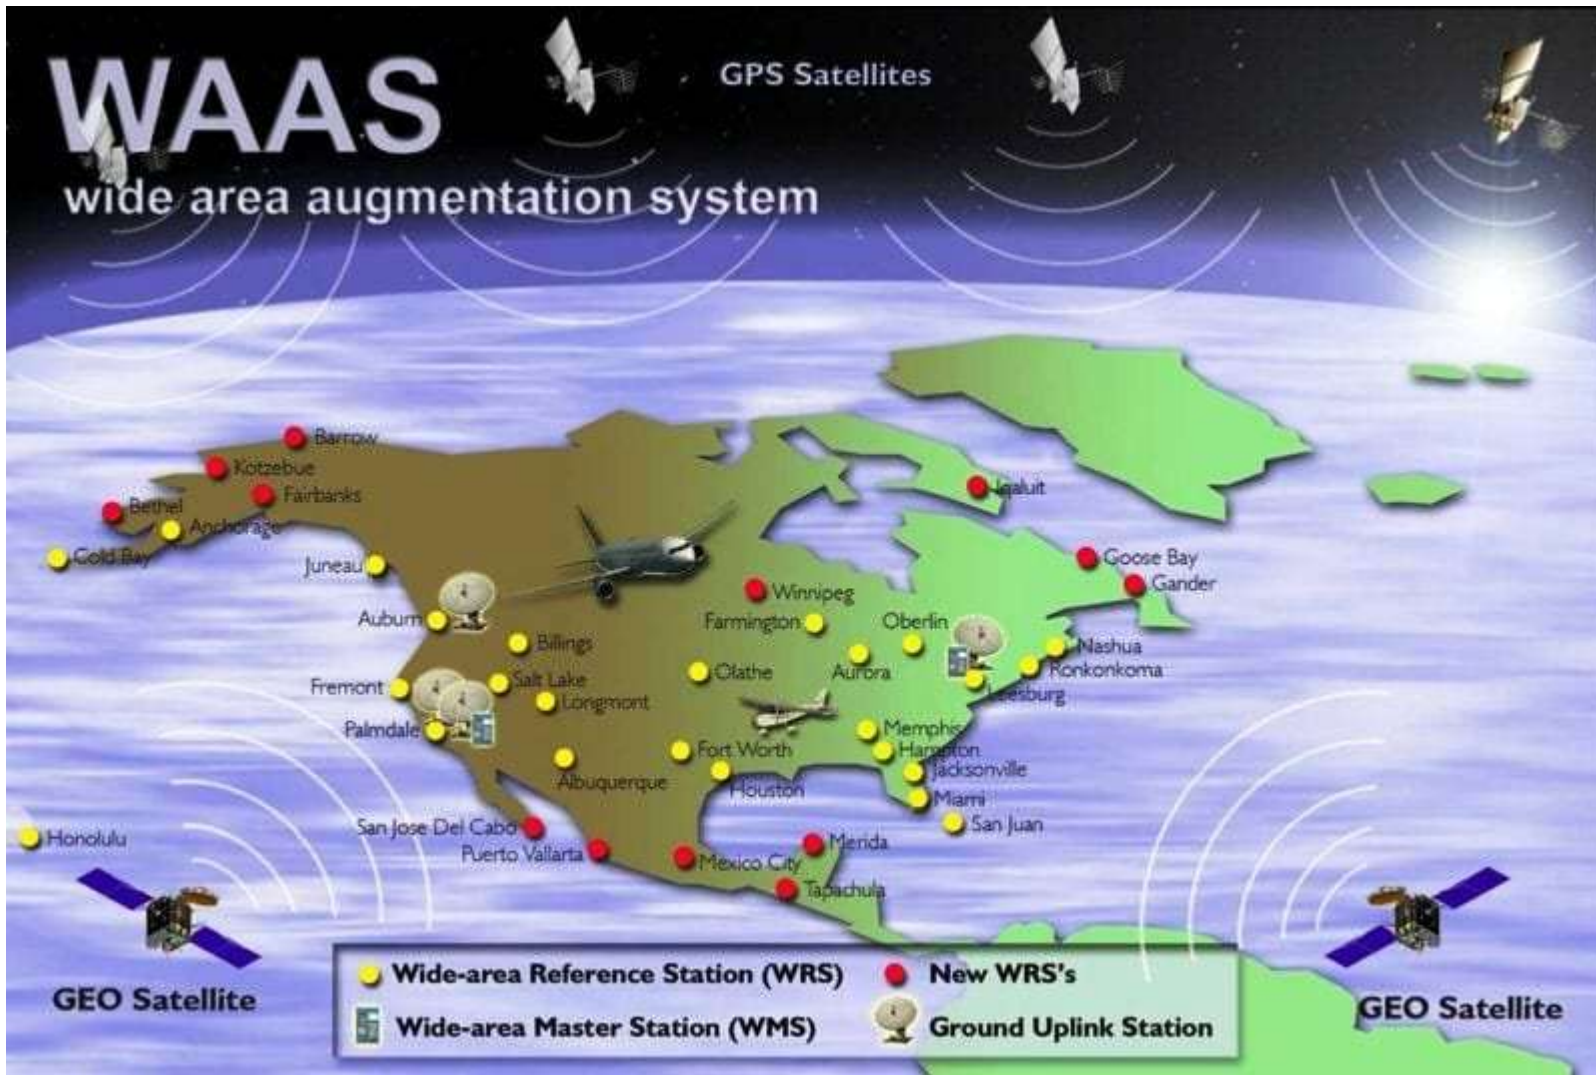 WAAS
GPS Satellites
wide area augmentation system
Barrow
Kotzebue
Fairbanks
Bethel
Anchorage
Cold Bay
Juneau
Iqaluit
Goose Bay
Gander
Winnipeg
Auburn
Farmington
Oberlin
Billings
Nashua
Aurora
Ronkonkoma
Olathe
Salt Lake
Fremont
Leesburg
Longmont
Palmdale
Memphis
Fort Worth
Hampton
Albuquerque
Jacksonville
Houston
Miami
San Jose Del Cabo
San Juan
Honolulu
Puerto Vallarta
Merida
Mexico City
Tapachula
Wide-area Reference Station (WRS)
New WRS's
GEO Satellite
GEO Satellite
Wide-area Master Station (WMS)
Ground Uplink Station